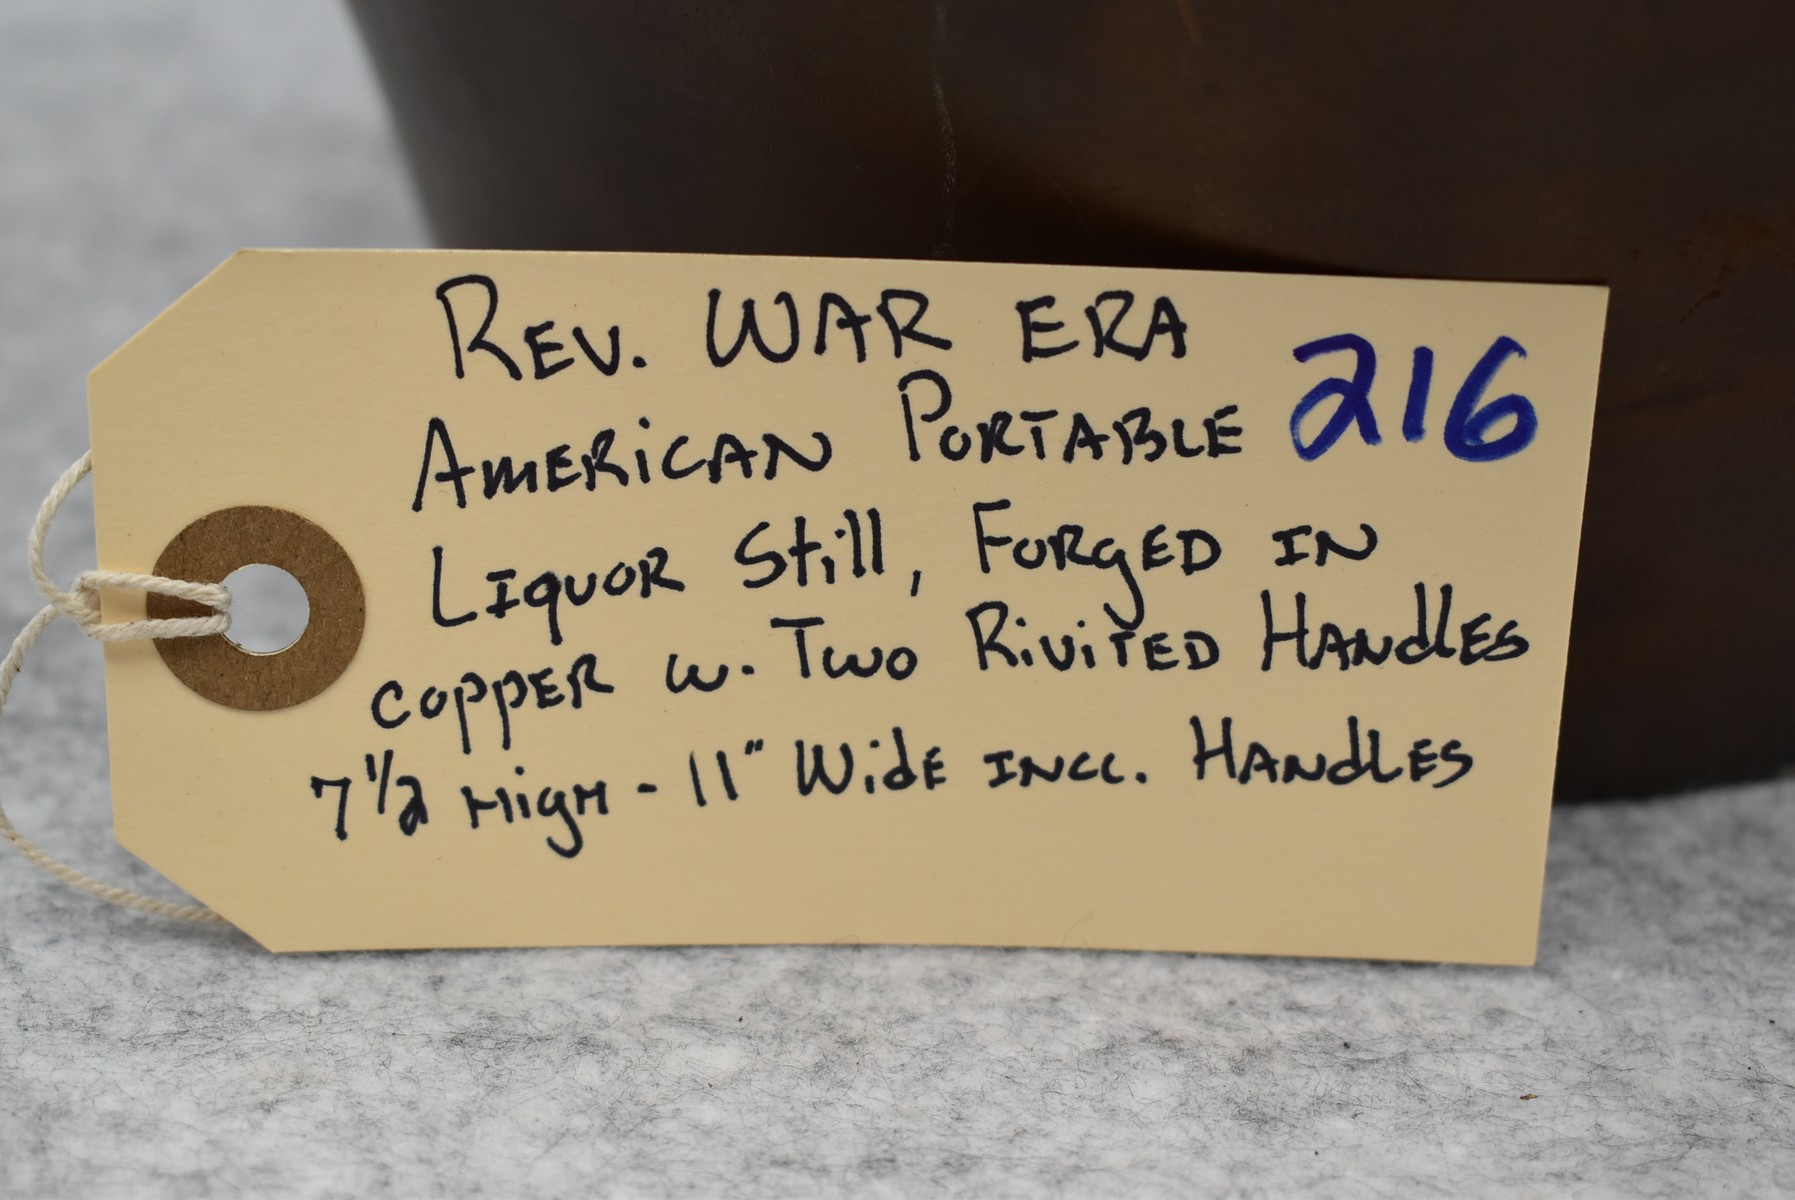 REV. WAR ERA
AMERICAN PORTABLE 216
LIQUOR Still, FORGED IN
COPPER W. TWO RIVITED HANDLES
7 1/2 HIGH - 11" WIDE INCL. HANDLES